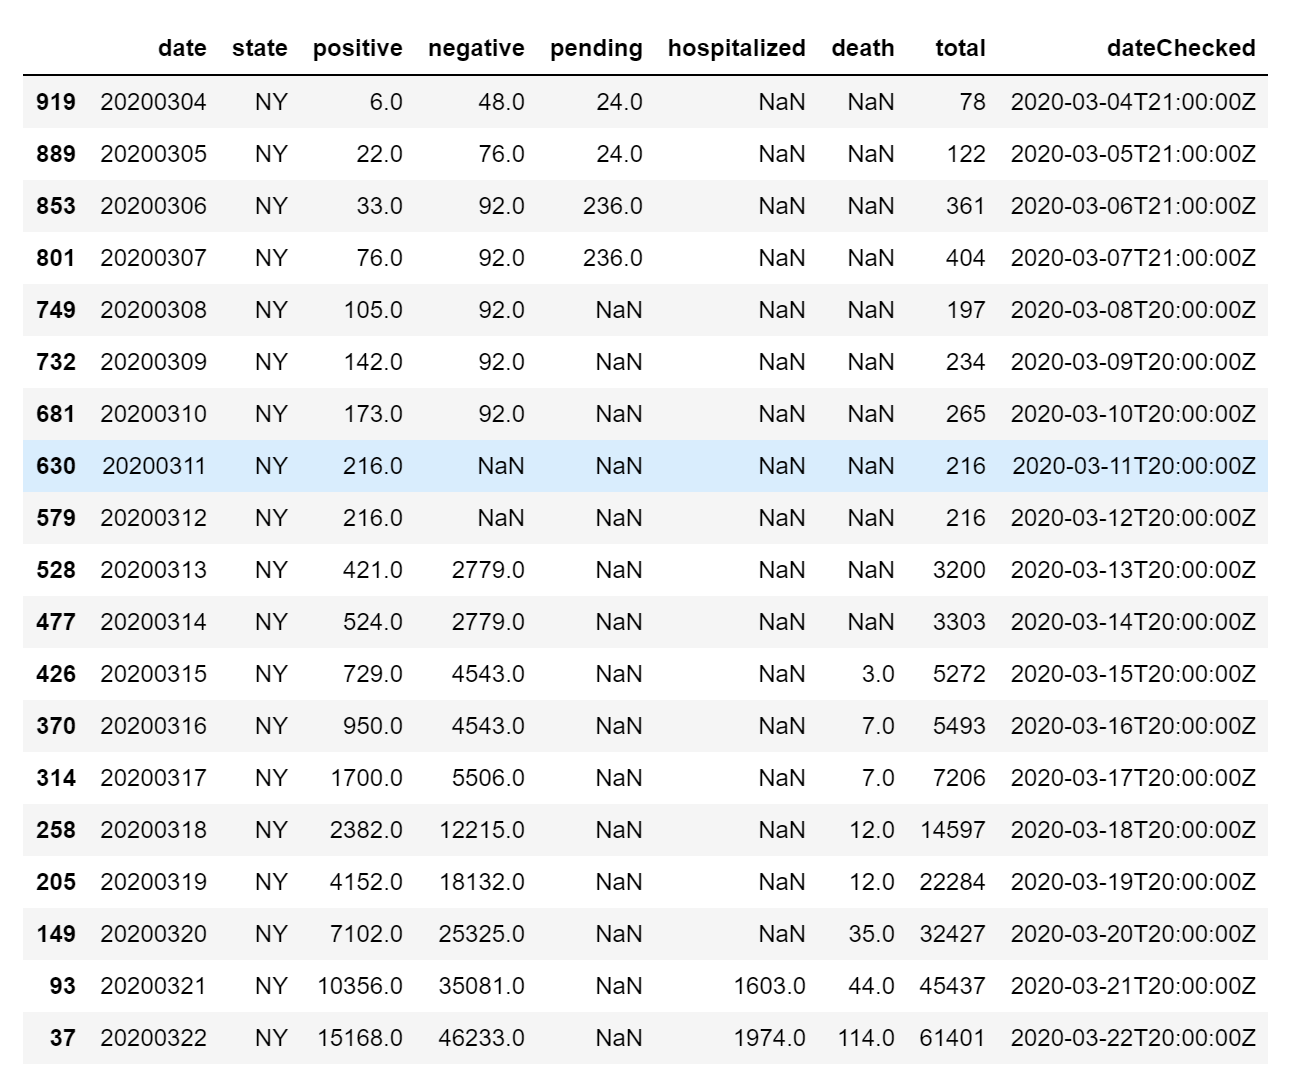 date state positive negative pending hospitalized death total dateChecked
919 20200304 NY 6.0 48.0 24.0 NaN NaN 78 2020-03-04T21:00:00Z
889 20200305 NY 22.0 76.0 24.0 NaN NaN 122 2020-03-05T21:00:00Z
853 20200306 NY 33.0 92.0 236.0 NaN NaN 361 2020-03-06T21:00:00Z
801 20200307 NY 76.0 92.0 236.0 NaN NaN 404 2020-03-07T21:00:00Z
749 20200308 NY 105.0 92.0 NaN NaN NaN 197 2020-03-08T20:00:00Z
732 20200309 NY 142.0 92.0 NaN NaN NaN 234 2020-03-09T20:00:00Z
681 20200310 NY 173.0 92.0 NaN NaN NaN 265 2020-03-10T20:00:00Z
630 20200311 NY 216.0 NaN NaN NaN NaN 216 2020-03-11T20:00:00Z
579 20200312 NY 216.0 NaN NaN NaN NaN 216 2020-03-12T20:00:00Z
528 20200313 NY 421.0 2779.0 NaN NaN NaN 3200 2020-03-13T20:00:00Z
477 20200314 NY 524.0 2779.0 NaN NaN NaN 3303 2020-03-14T20:00:00Z
426 20200315 NY 729.0 4543.0 NaN NaN 3.0 5272 2020-03-15T20:00:00Z
370 20200316 NY 950.0 4543.0 NaN NaN 7.0 5493 2020-03-16T20:00:00Z
314 20200317 NY 1700.0 5506.0 NaN NaN 7.0 7206 2020-03-17T20:00:00Z
258 20200318 NY 2382.0 12215.0 NaN NaN 12.0 14597 2020-03-18T20:00:00Z
205 20200319 NY 4152.0 18132.0 NaN NaN 12.0 22284 2020-03-19T20:00:00Z
149 20200320 NY 7102.0 25325.0 NaN NaN 35.0 32427 2020-03-20T20:00:00Z
93 20200321 NY 10356.0 35081.0 NaN 1603.0 44.0 45437 2020-03-21T20:00:00Z
37 20200322 NY 15168.0 46233.0 NaN 1974.0 114.0 61401 2020-03-22T20:00:00Z